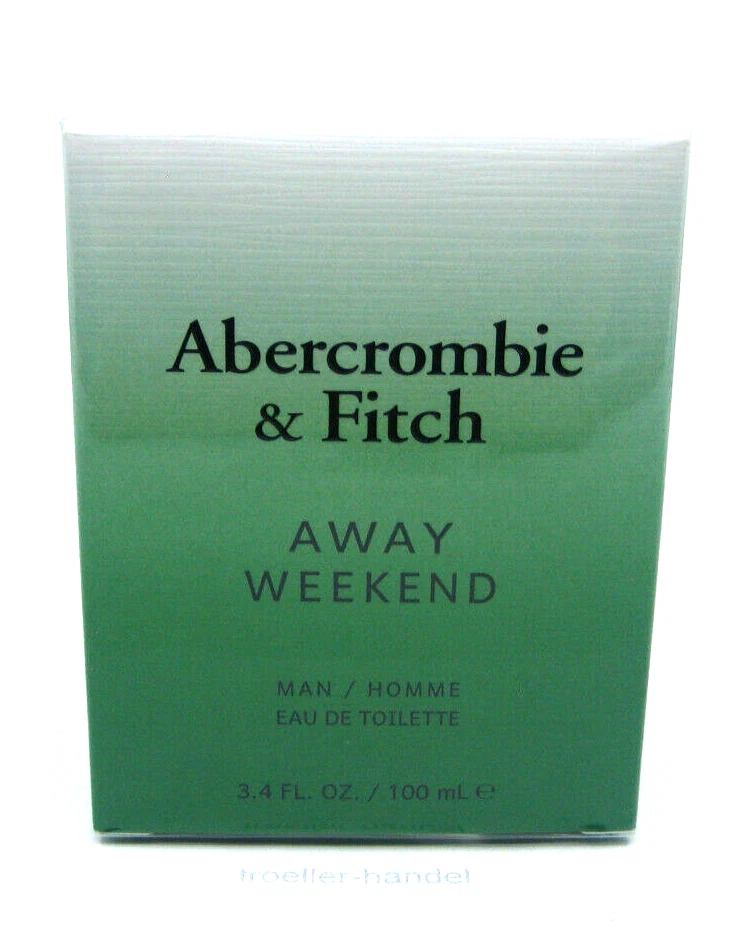 Abercrombie
& Fitch
AWAY
WEEKEND
MAN / HOMME
EAU DE TOILETTE
3.4 FL. OZ. / 100 mL ℮
troeller-handel